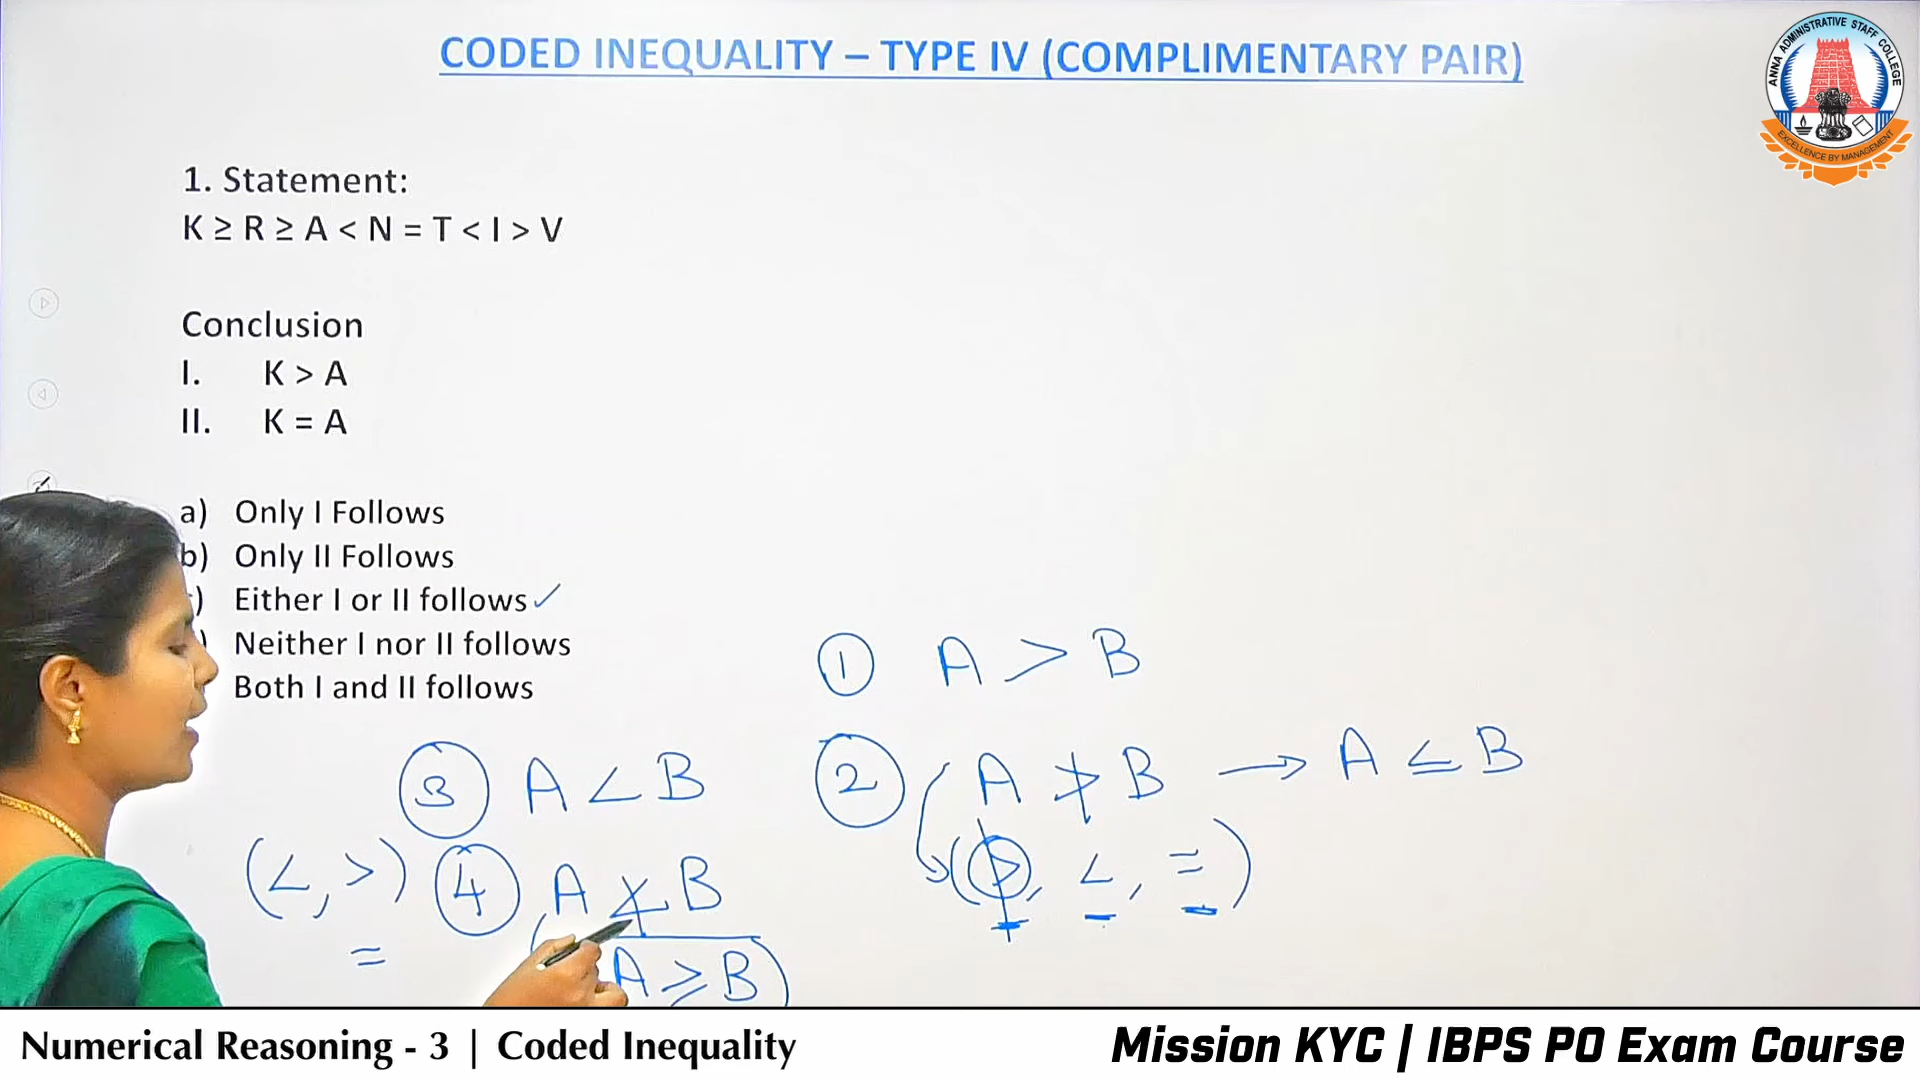 CODED INEQUALITY – TYPE IV (COMPLIMENTARY PAIR)
ANNA ADMINISTRATIVE STAFF COLLEGE
EXCELLENCE BY MANAGEMENT
1. Statement:
K ≥ R ≥ A < N = T < I > V
Conclusion
I. K > A
II. K = A
a) Only I Follows
b) Only II Follows
) Either I or II follows ✓
) Neither I nor II follows
Both I and II follows
① A > B
② A ≯ B → A ≤ B
(>, <, =)
③ A < B
(<, >) ④ A ≮ B
=
(A ≥ B)
Numerical Reasoning - 3 | Coded Inequality
Mission KYC | IBPS PO Exam Course